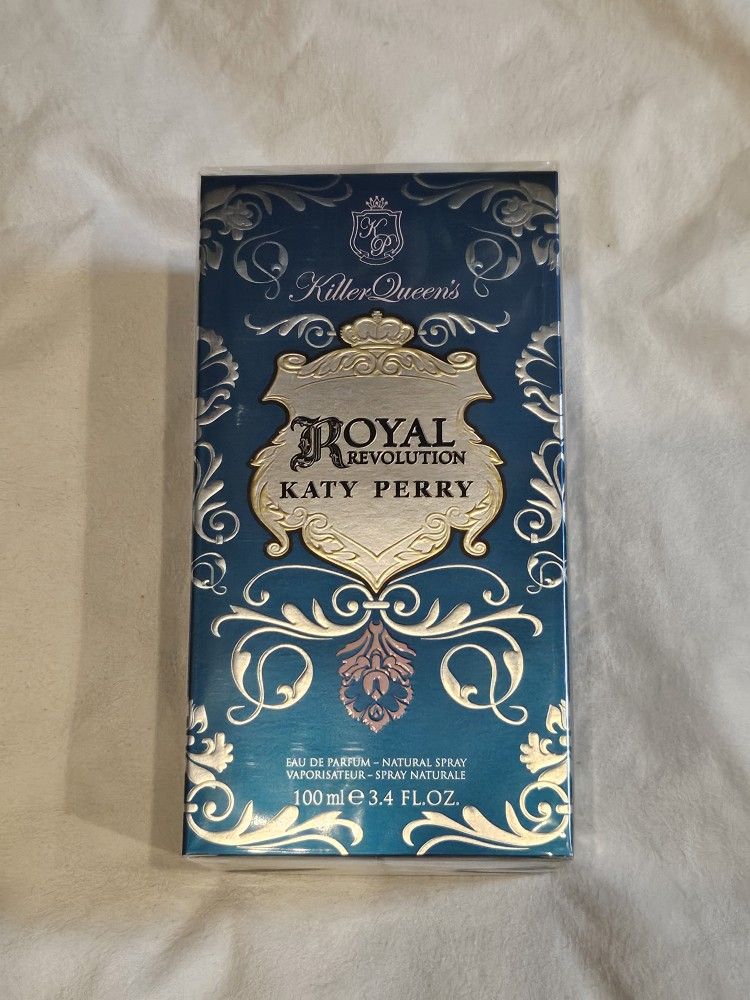 KP
Killer Queen's
ROYAL
REVOLUTION
KATY PERRY
EAU DE PARFUM – NATURAL SPRAY
VAPORISATEUR – SPRAY NATURALE
100 ml e 3.4 FL.OZ.